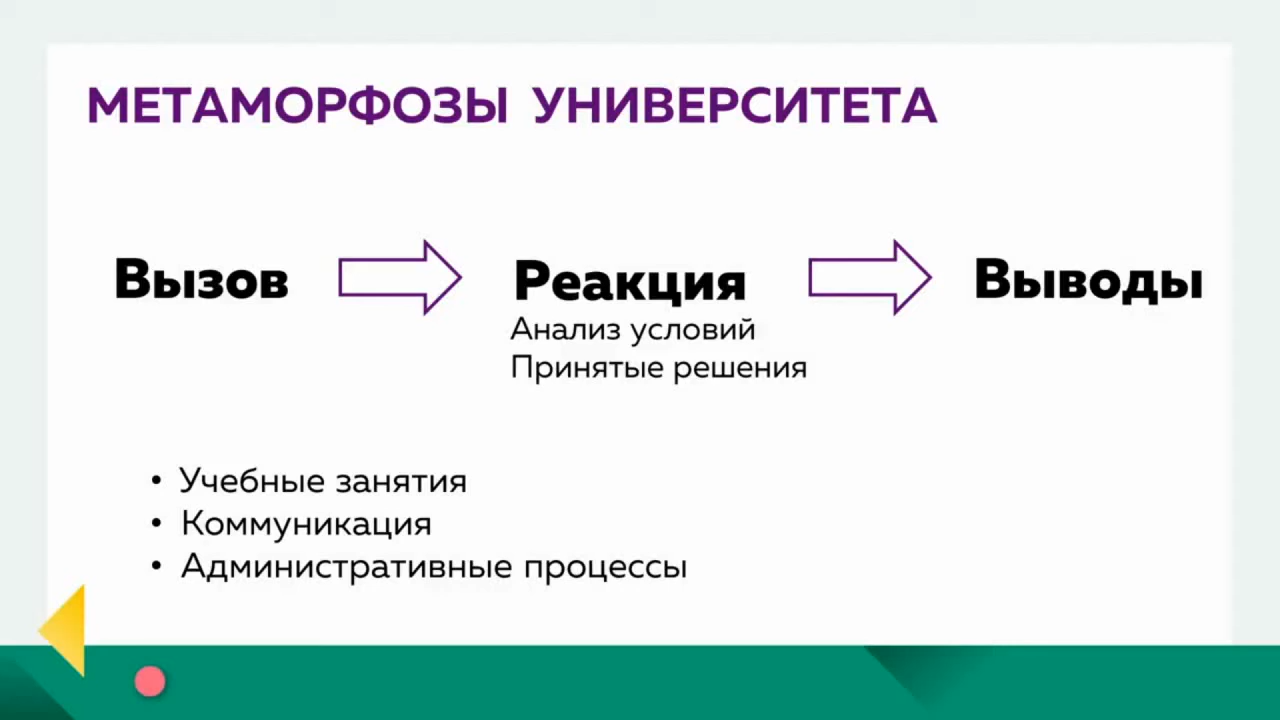 МЕТАМОРФОЗЫ УНИВЕРСИТЕТА
Вызов
Реакция
Выводы
Анализ условий
Принятые решения
• Учебные занятия
• Коммуникация
• Административные процессы